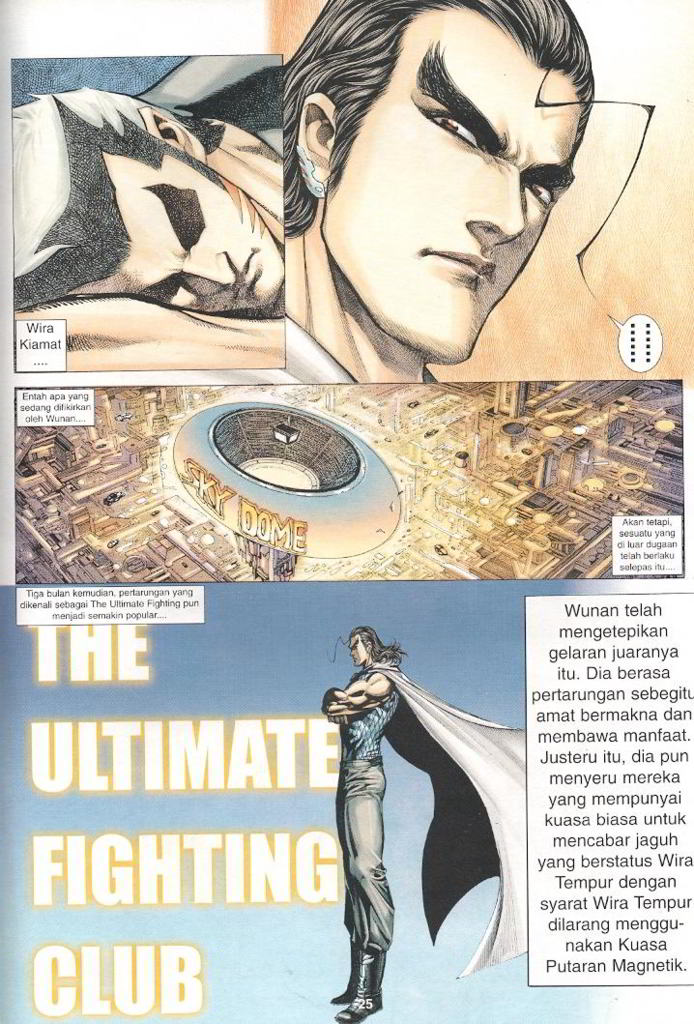 Wira
Kiamat
....
Entah apa yang
sedang difikirkan
oleh Wunan....
SKY DOME
Akan tetapi,
sesuatu yang
di luar dugaan
telah berlaku
selepas itu....
Tiga bulan kemudian, pertarungan yang
dikenali sebagai The Ultimate Fighting pun
menjadi semakin popular....
THE
ULTIMATE
FIGHTING
CLUB
Wunan telah
mengetepikan
gelaran juaranya
itu. Dia berasa
pertarungan sebegitu
amat bermakna dan
membawa manfaat.
Justeru itu, dia pun
menyeru mereka
yang mempunyai
kuasa biasa untuk
mencabar jaguh
yang berstatus Wira
Tempur dengan
syarat Wira Tempur
dilarang menggu-
nakan Kuasa
Putaran Magnetik.
25